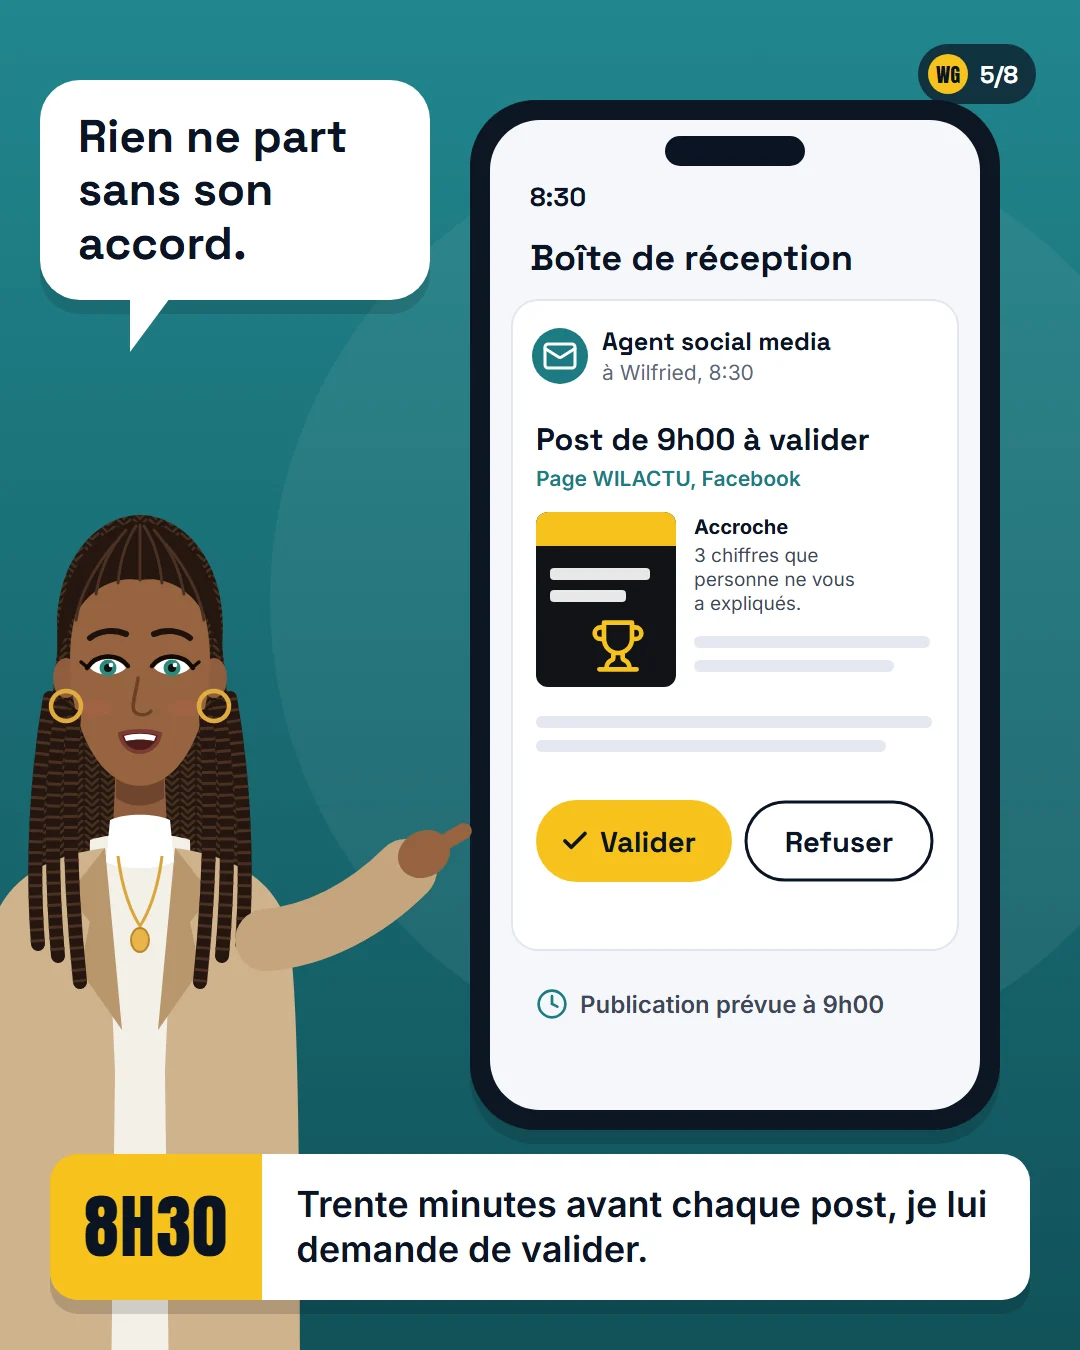 WG 5/8
Rien ne part
sans son
accord.
8:30
Boîte de réception
Agent social media
à Wilfried, 8:30
Post de 9h00 à valider
Page WILACTU, Facebook
Accroche
3 chiffres que
personne ne vous
a expliqués.
Valider
Refuser
Publication prévue à 9h00
8H30
Trente minutes avant chaque post, je lui
demande de valider.